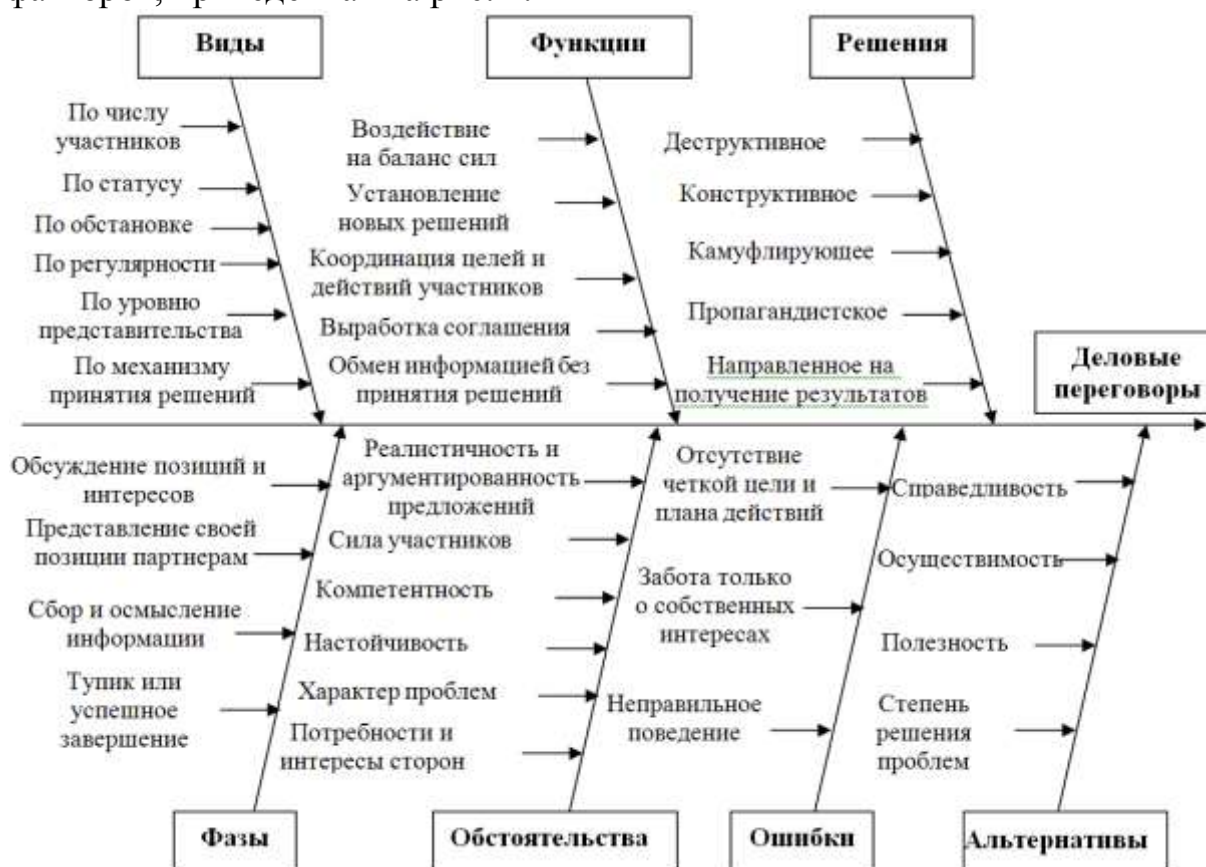 Виды
Функции
Решения
По числу
участников
По статусу
По обстановке
По регулярности
По уровню
представительства
По механизму
принятия решений
Воздействие
на баланс сил
Установление
новых решений
Координация целей и
действий участников
Выработка соглашения
Обмен информацией без
принятия решений
Деструктивное
Конструктивное
Камуфлирующее
Пропагандистское
Направленное на
получение результатов
Деловые
переговоры
Обсуждение позиций и
интересов
Представление своей
позиции партнерам
Сбор и осмысление
информации
Тупик или
успешное
завершение
Реалистичность и
аргументированность
предложений
Сила участников
Компетентность
Настойчивость
Характер проблем
Потребности и
интересы сторон
Отсутствие
четкой цели и
плана действий
Забота только
о собственных
интересах
Неправильное
поведение
Справедливость
Осуществимость
Полезность
Степень
решения
проблем
Фазы
Обстоятельства
Ошибки
Альтернативы